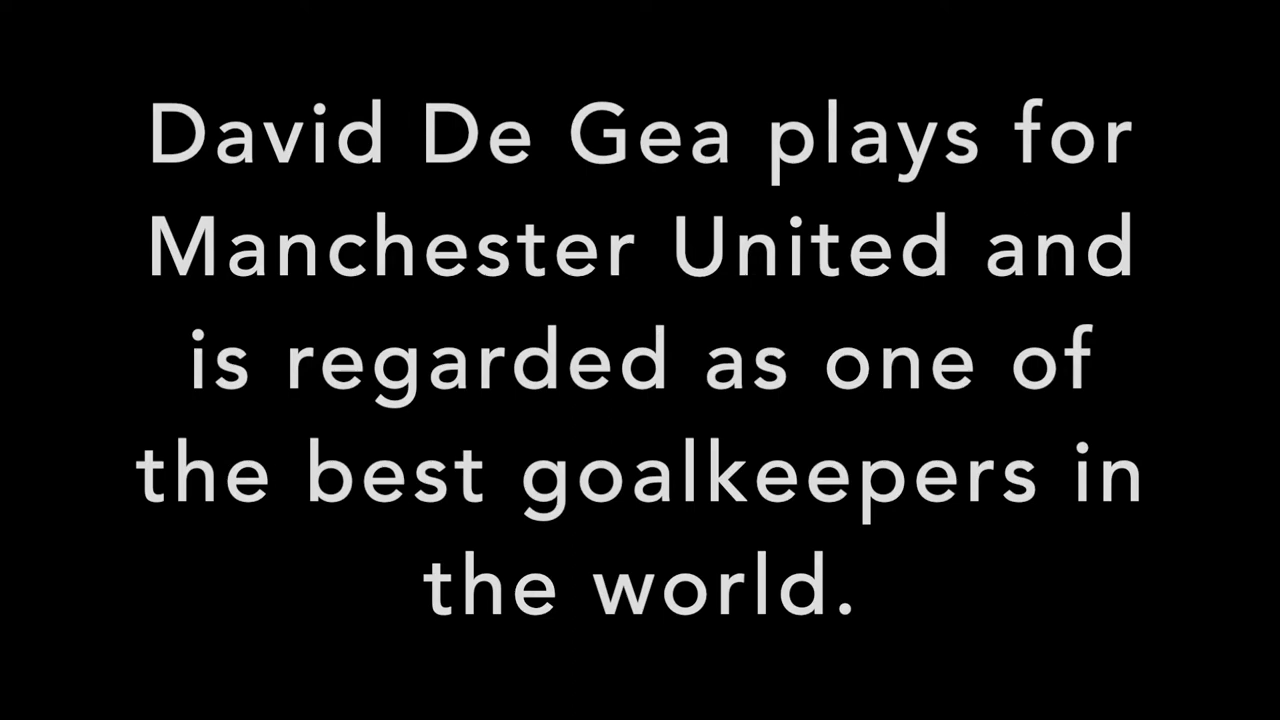 David De Gea plays for
Manchester United and
is regarded as one of
the best goalkeepers in
the world.